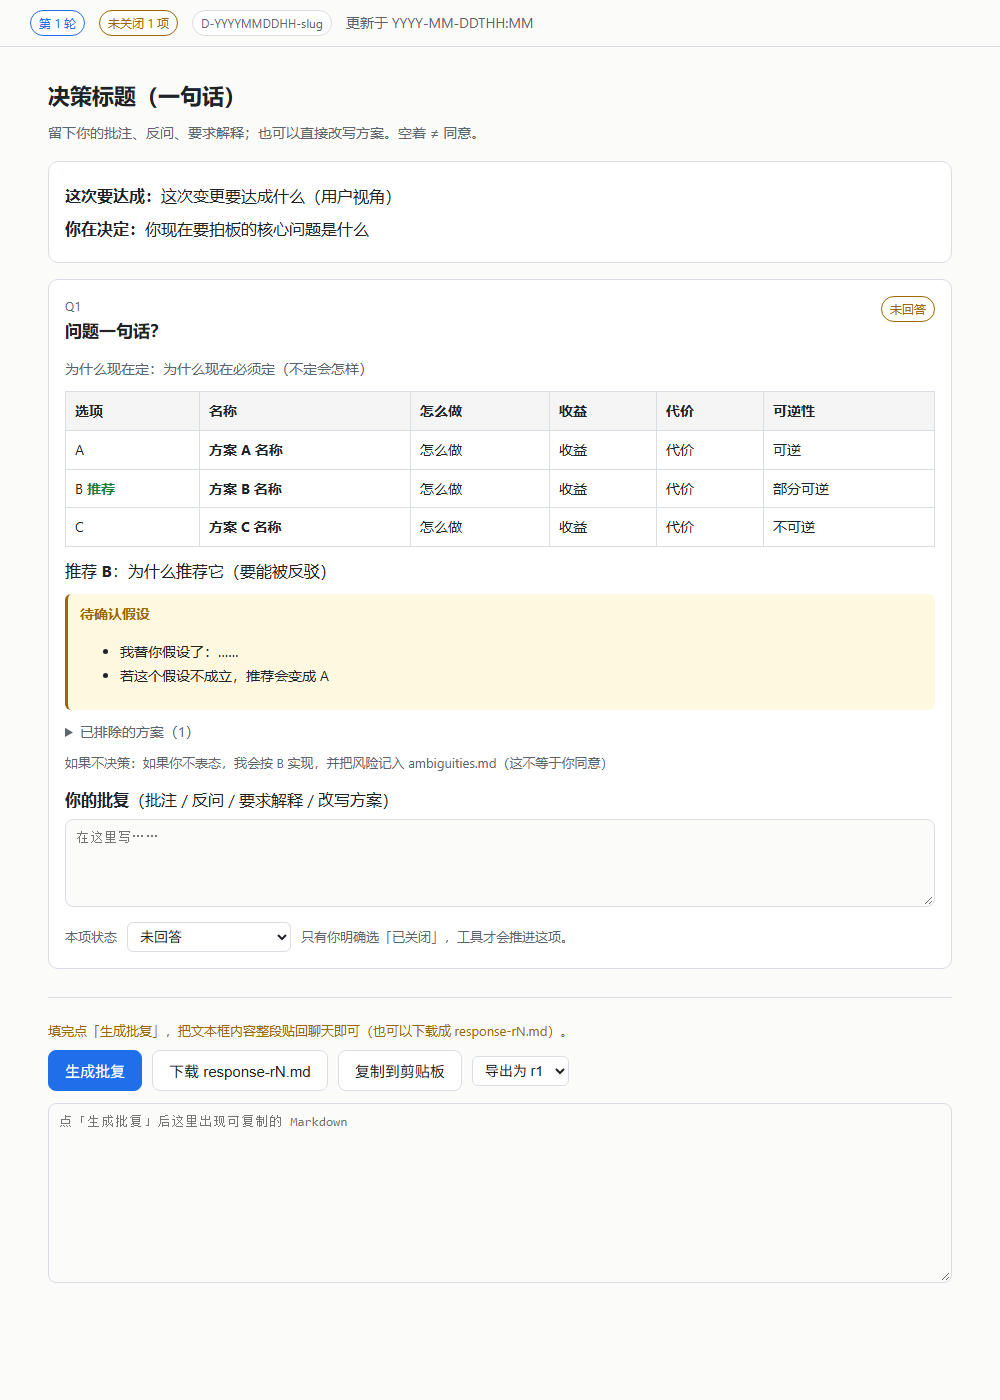 第 1 轮 未关闭 1 项 D-YYYYMMDDHH-slug 更新于 YYYY-MM-DDTHH:MM
决策标题（一句话）
留下你的批注、反问、要求解释；也可以直接改写方案。空着 ≠ 同意。
这次要达成：这次变更要达成什么（用户视角）
你在决定：你现在要拍板的核心问题是什么
Q1
未回答
问题一句话？
为什么现在定：为什么现在必须定（不定会怎样）
选项 名称 怎么做 收益 代价 可逆性
A 方案 A 名称 怎么做 收益 代价 可逆
B 推荐 方案 B 名称 怎么做 收益 代价 部分可逆
C 方案 C 名称 怎么做 收益 代价 不可逆
推荐 B：为什么推荐它（要能被反驳）
待确认假设
我替你假设了：……
若这个假设不成立，推荐会变成 A
已排除的方案（1）
如果不决策：如果你不表态，我会按 B 实现，并把风险记入 ambiguities.md（这不等于你同意）
你的批复（批注 / 反问 / 要求解释 / 改写方案）
在这里写……
本项状态 未回答 只有你明确选「已关闭」，工具才会推进这项。
填完点「生成批复」，把文本框内容整段贴回聊天即可（也可以下载成 response-rN.md）。
生成批复 下载 response-rN.md 复制到剪贴板 导出为 r1
点「生成批复」后这里出现可复制的 Markdown